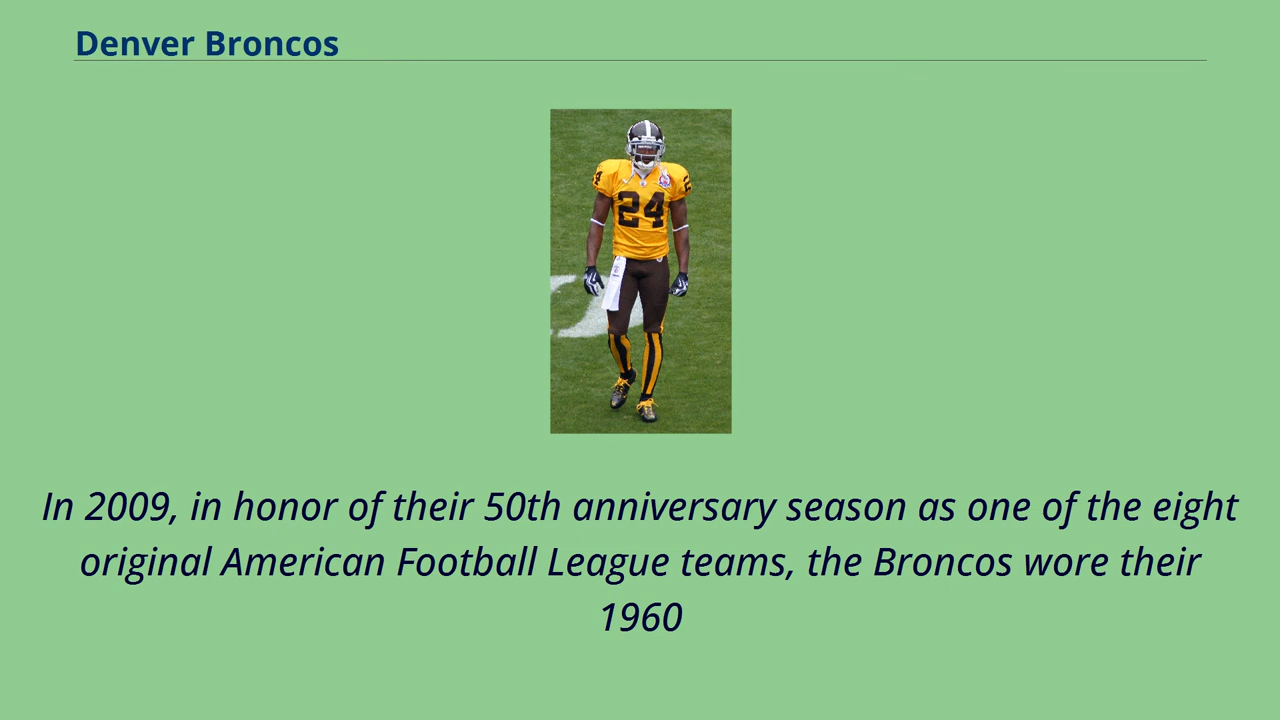 Denver Broncos
24
In 2009, in honor of their 50th anniversary season as one of the eight
original American Football League teams, the Broncos wore their
1960